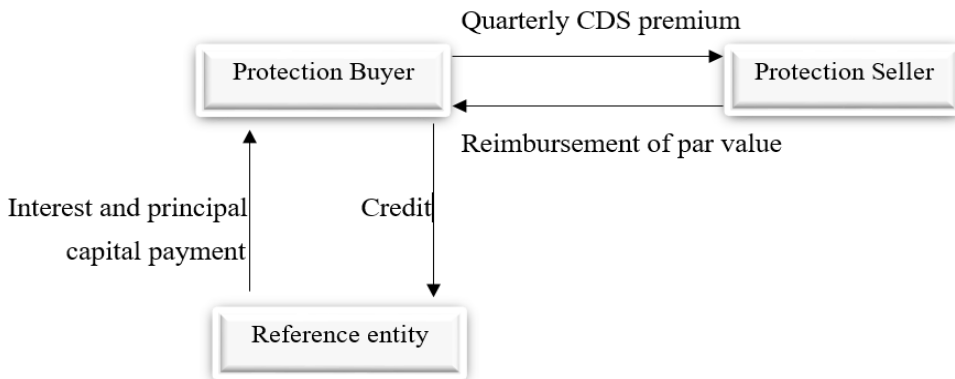 Quarterly CDS premium
Protection Buyer
Protection Seller
Reimbursement of par value
Interest and principal
capital payment
Credit
Reference entity